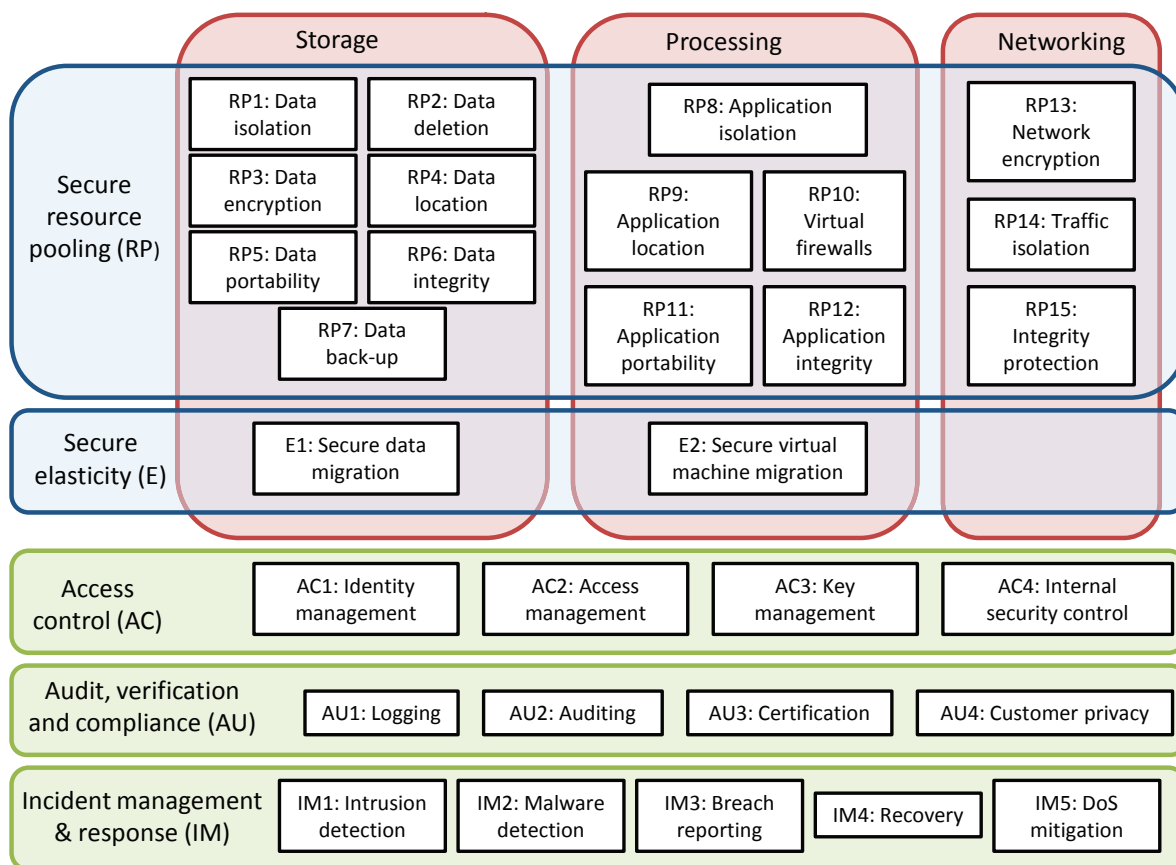 Storage
Processing
Networking
Secure
resource
pooling (RP)
RP1: Data
isolation
RP2: Data
deletion
RP3: Data
encryption
RP4: Data
location
RP5: Data
portability
RP6: Data
integrity
RP7: Data
back-up
RP8: Application
isolation
RP9:
Application
location
RP10:
Virtual
firewalls
RP11:
Application
portability
RP12:
Application
integrity
RP13:
Network
encryption
RP14: Traffic
isolation
RP15:
Integrity
protection
Secure
elasticity (E)
E1: Secure data
migration
E2: Secure virtual
machine migration
Access
control (AC)
AC1: Identity
management
AC2: Access
management
AC3: Key
management
AC4: Internal
security control
Audit, verification
and compliance (AU)
AU1: Logging
AU2: Auditing
AU3: Certification
AU4: Customer privacy
Incident management
& response (IM)
IM1: Intrusion
detection
IM2: Malware
detection
IM3: Breach
reporting
IM4: Recovery
IM5: DoS
mitigation